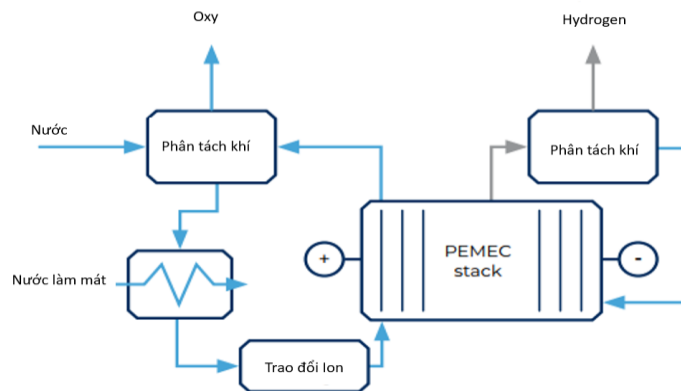 Oxy
Hydrogen
Nước
Phân tách khí
Phân tách khí
PEMEC
stack
+
-
Nước làm mát
Trao đổi Ion